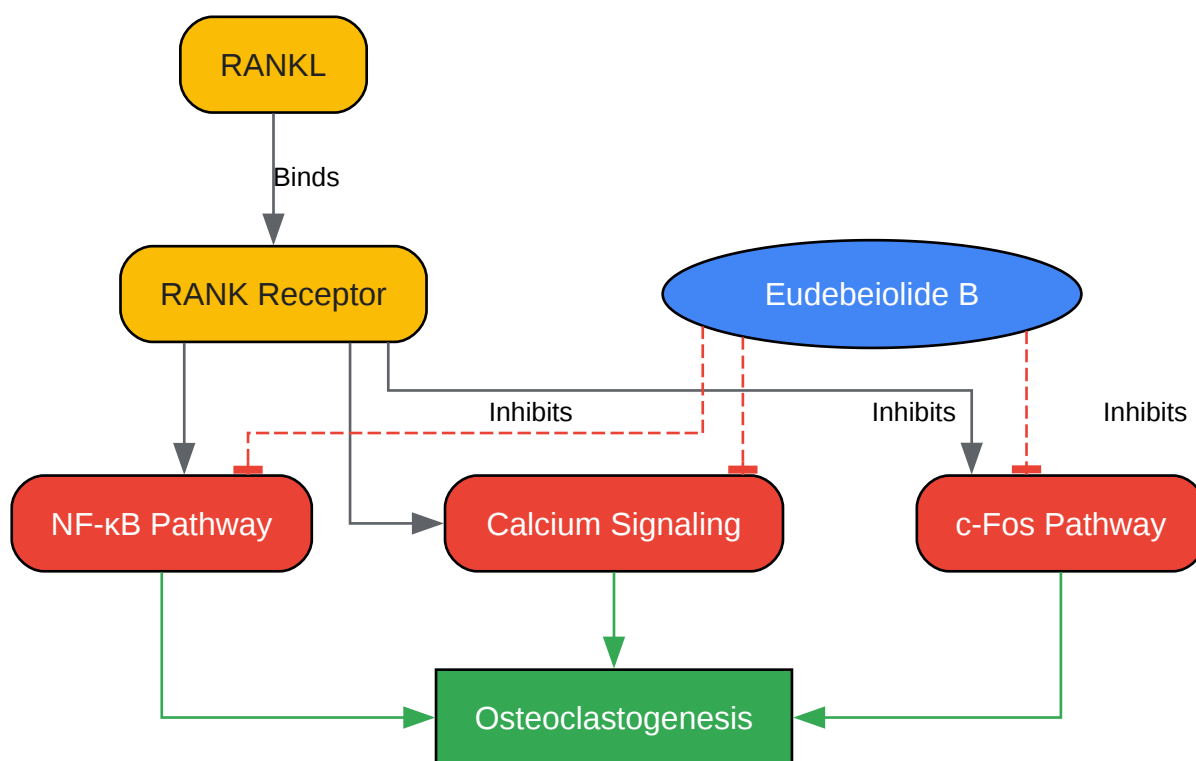 RANKL
Binds
RANK Receptor
Eudebeiolide B
Inhibits
Inhibits
Inhibits
NF-κB Pathway
Calcium Signaling
c-Fos Pathway
Osteoclastogenesis